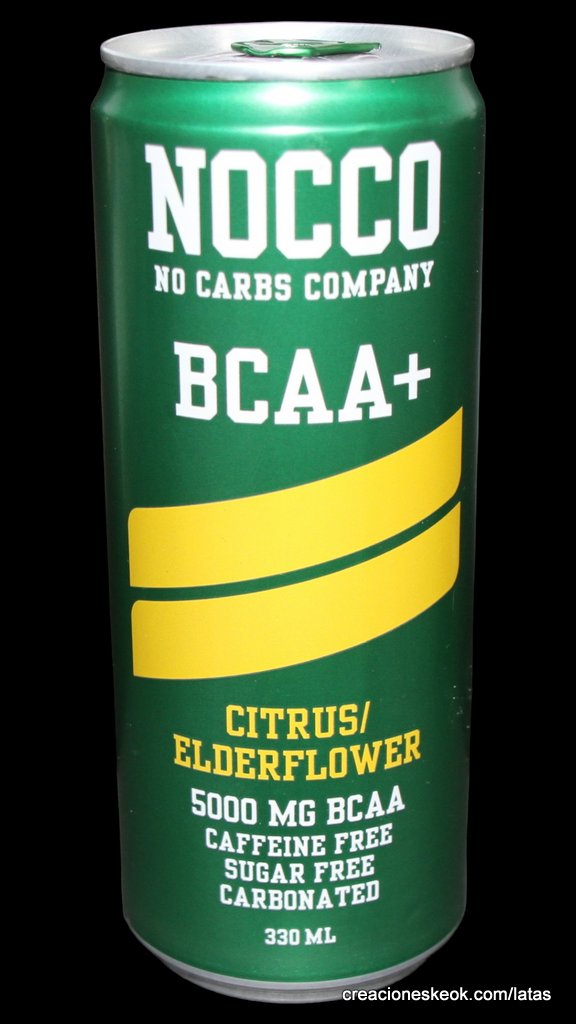 NOCCO
NO CARBS COMPANY
BCAA+
CITRUS/
ELDERFLOWER
5000 MG BCAA
CAFFEINE FREE
SUGAR FREE
CARBONATED
330 ML
creacioneskeok.com/latas